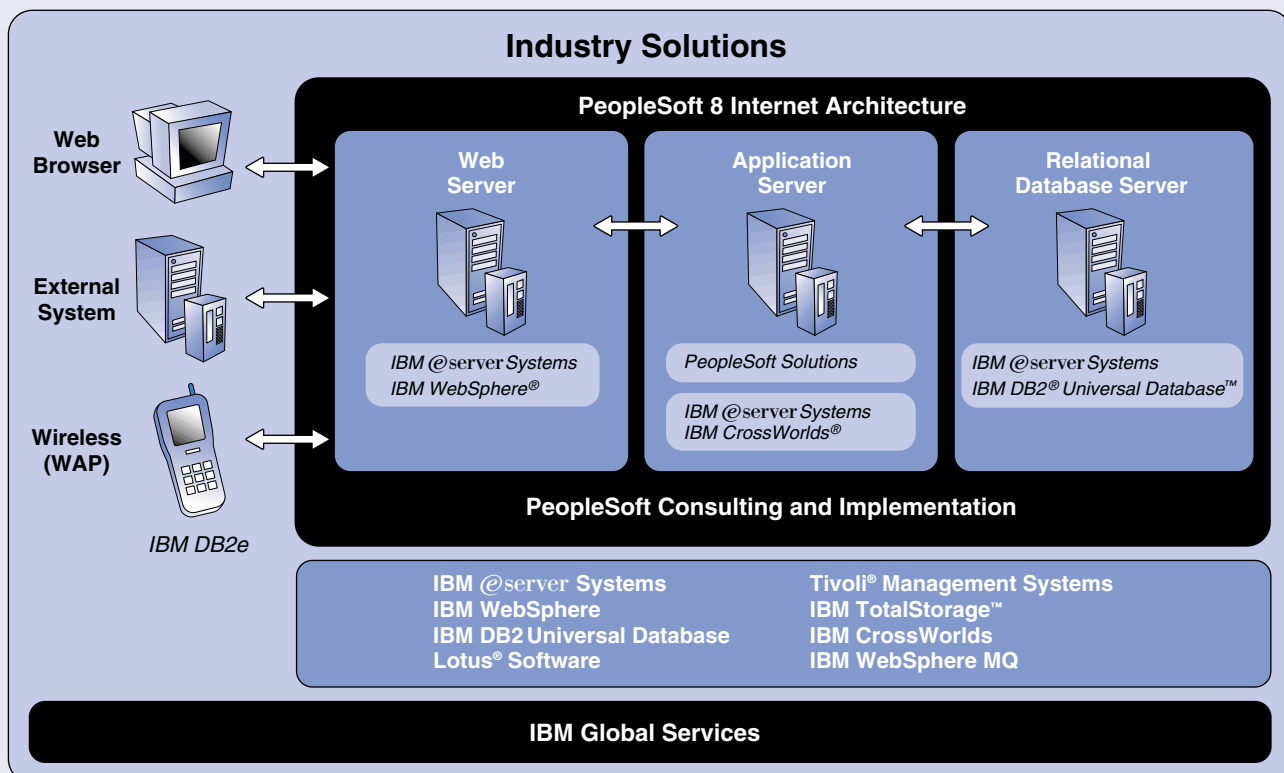 Industry Solutions
PeopleSoft 8 Internet Architecture
Web
Browser
External
System
Wireless
(WAP)
IBM DB2e
Web
Server
IBM @server Systems
IBM WebSphere®
Application
Server
PeopleSoft Solutions
IBM @server Systems
IBM CrossWorlds®
Relational
Database Server
IBM @server Systems
IBM DB2® Universal Database™
PeopleSoft Consulting and Implementation
IBM @server Systems
IBM WebSphere
IBM DB2 Universal Database
Lotus® Software
Tivoli® Management Systems
IBM TotalStorage™
IBM CrossWorlds
IBM WebSphere MQ
IBM Global Services